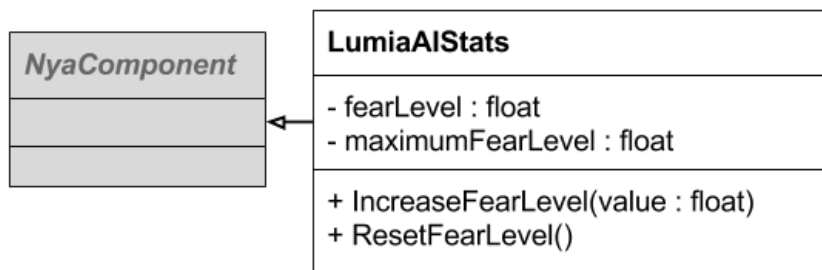 NyaComponent
LumiaAIStats
- fearLevel : float
- maximumFearLevel : float
+ IncreaseFearLevel(value : float)
+ ResetFearLevel()